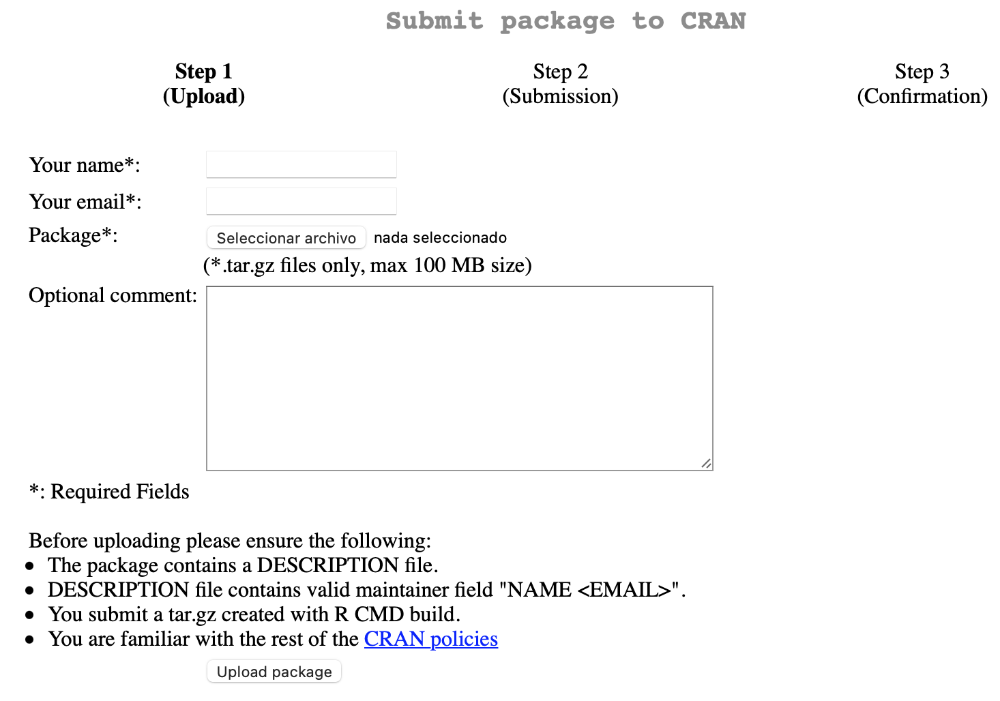 Submit package to CRAN
Step 1 Step 2 Step 3
(Upload) (Submission) (Confirmation)
Your name*:
Your email*:
Package*: Seleccionar archivo nada seleccionado
(*.tar.gz files only, max 100 MB size)
Optional comment:
*: Required Fields
Before uploading please ensure the following:
• The package contains a DESCRIPTION file.
• DESCRIPTION file contains valid maintainer field "NAME <EMAIL>".
• You submit a tar.gz created with R CMD build.
• You are familiar with the rest of the CRAN policies
Upload package